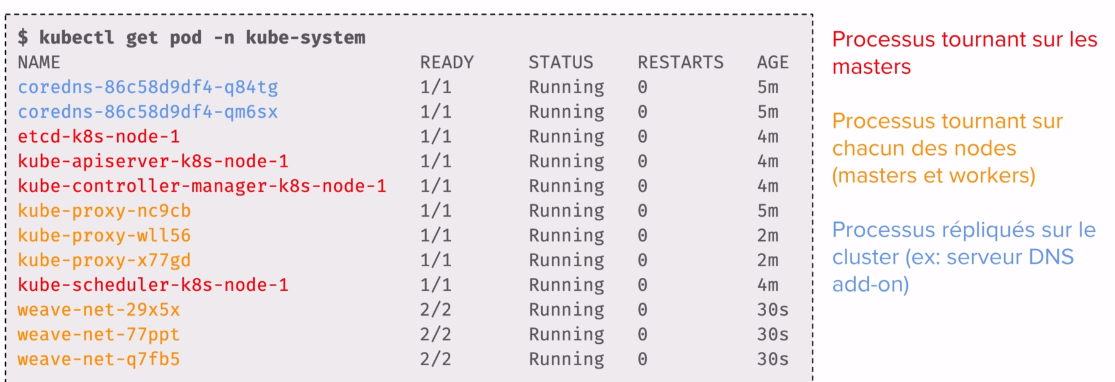 $ kubectl get pod -n kube-system
NAME READY STATUS RESTARTS AGE
coredns-86c58d9df4-q84tg 1/1 Running 0 5m
coredns-86c58d9df4-qm6sx 1/1 Running 0 5m
etcd-k8s-node-1 1/1 Running 0 4m
kube-apiserver-k8s-node-1 1/1 Running 0 4m
kube-controller-manager-k8s-node-1 1/1 Running 0 4m
kube-proxy-nc9cb 1/1 Running 0 5m
kube-proxy-wll56 1/1 Running 0 2m
kube-proxy-x77gd 1/1 Running 0 2m
kube-scheduler-k8s-node-1 1/1 Running 0 4m
weave-net-29x5x 2/2 Running 0 30s
weave-net-77ppt 2/2 Running 0 30s
weave-net-q7fb5 2/2 Running 0 30s
Processus tournant sur les
masters
Processus tournant sur
chacun des nodes
(masters et workers)
Processus répliqués sur le
cluster (ex: serveur DNS
add-on)